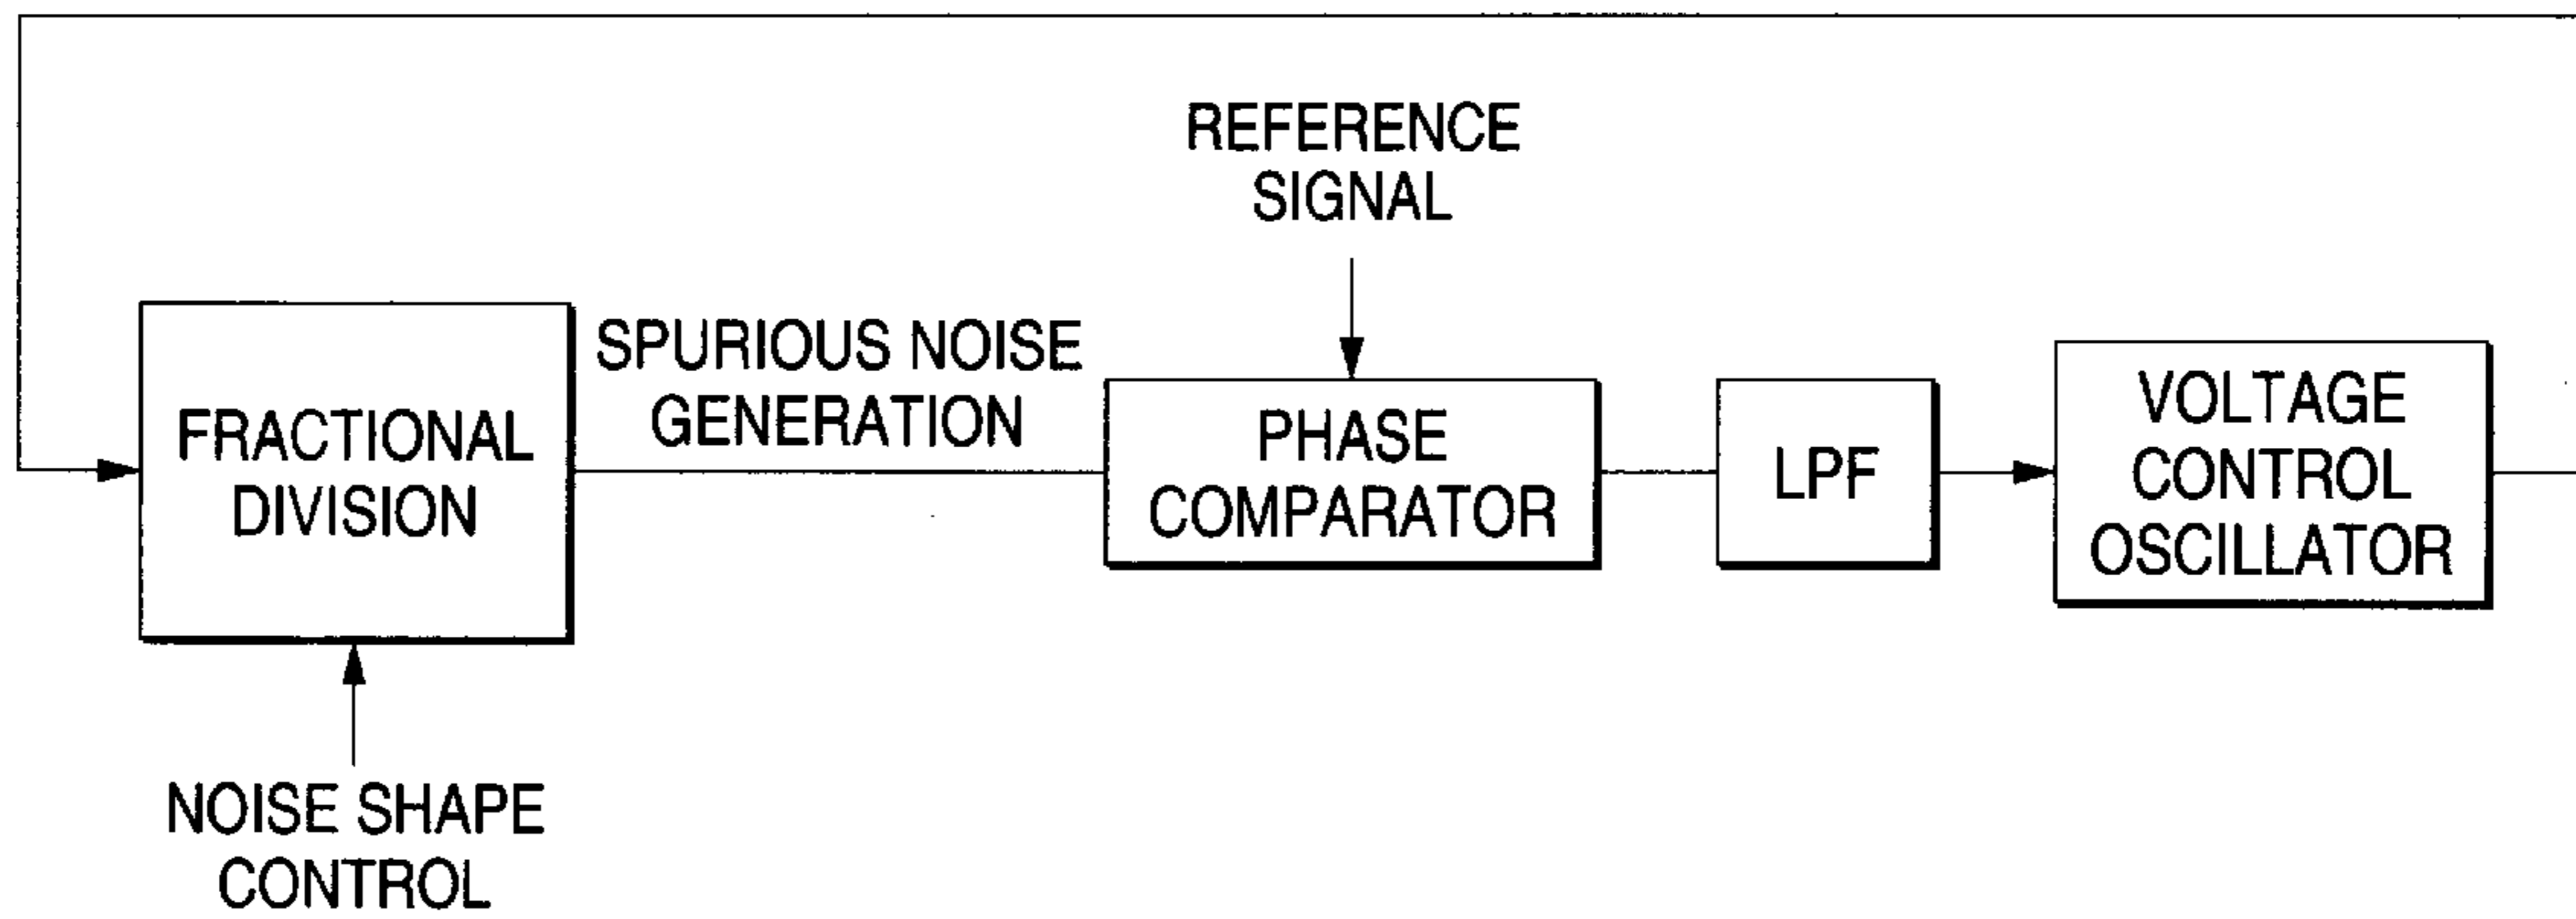 REFERENCE
SIGNAL
FRACTIONAL
DIVISION
SPURIOUS NOISE
GENERATION
PHASE
COMPARATOR
LPF
VOLTAGE
CONTROL
OSCILLATOR
NOISE SHAPE
CONTROL